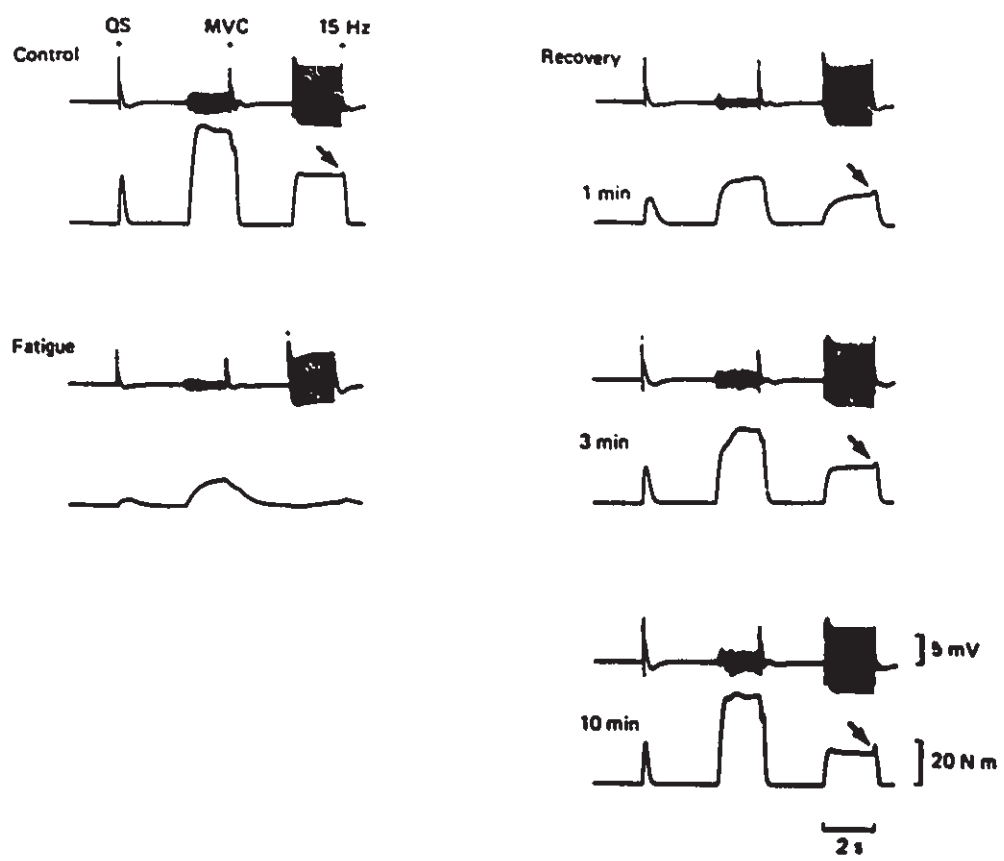 QS MVC 15 Hz
Control
Fatigue
Recovery
1 min
3 min
10 min
5 mV
20 N m
2 s